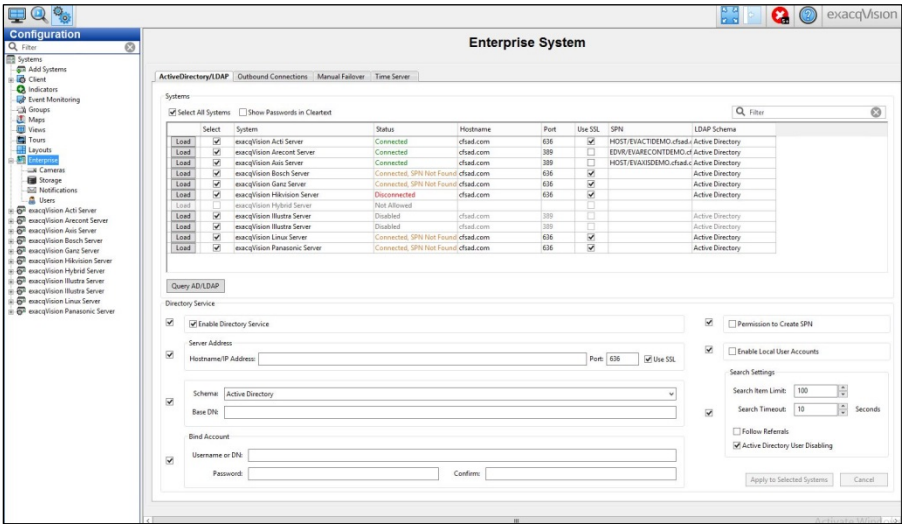 exacqVision
Configuration
Filter
Systems
Add Systems
Client
Indicators
Event Monitoring
Groups
Maps
Views
Tours
Layouts
Enterprise
Cameras
Storage
Notifications
Users
exacqVision Acti Server
exacqVision Arecont Server
exacqVision Axis Server
exacqVision Bosch Server
exacqVision Ganz Server
exacqVision Hikvision Server
exacqVision Hybrid Server
exacqVision Illustra Server
exacqVision Illustra Server
exacqVision Linux Server
exacqVision Panasonic Server
Enterprise System
ActiveDirectory/LDAP Outbound Connections Manual Failover Time Server
Systems
Select All Systems Show Passwords in Cleartext Filter
Select System Status Hostname Port Use SSL SPN LDAP Schema
Load exacqVision Acti Server Connected cfsad.com 636 HOST/EVACTIDEMO.cfsad.c Active Directory
Load exacqVision Arecont Server Connected cfsad.com 389 EDVR/EVARECONTDEMO.cf Active Directory
Load exacqVision Axis Server Connected cfsad.com 389 HOST/EVAXISDEMO.cfsad.c Active Directory
Load exacqVision Bosch Server Connected, SPN Not Found cfsad.com 636 Active Directory
Load exacqVision Ganz Server Connected, SPN Not Found cfsad.com 636 Active Directory
Load exacqVision Hikvision Server Disconnected cfsad.com 636 Active Directory
Load exacqVision Hybrid Server Not Allowed
Load exacqVision Illustra Server Disabled cfsad.com 389 Active Directory
Load exacqVision Illustra Server Disabled cfsad.com 389 Active Directory
Load exacqVision Linux Server Connected, SPN Not Found cfsad.com 636 Active Directory
Load exacqVision Panasonic Server Connected, SPN Not Found cfsad.com 636 Active Directory
Query AD/LDAP
Directory Service
Enable Directory Service
Server Address
Hostname/IP Address: Port: 636 Use SSL
Schema: Active Directory
Base DN:
Bind Account
Username or DN:
Password: Confirm:
Permission to Create SPN
Enable Local User Accounts
Search Settings
Search Item Limit: 100
Search Timeout: 10 Seconds
Follow Referrals
Active Directory User Disabling
Apply to Selected Systems Cancel